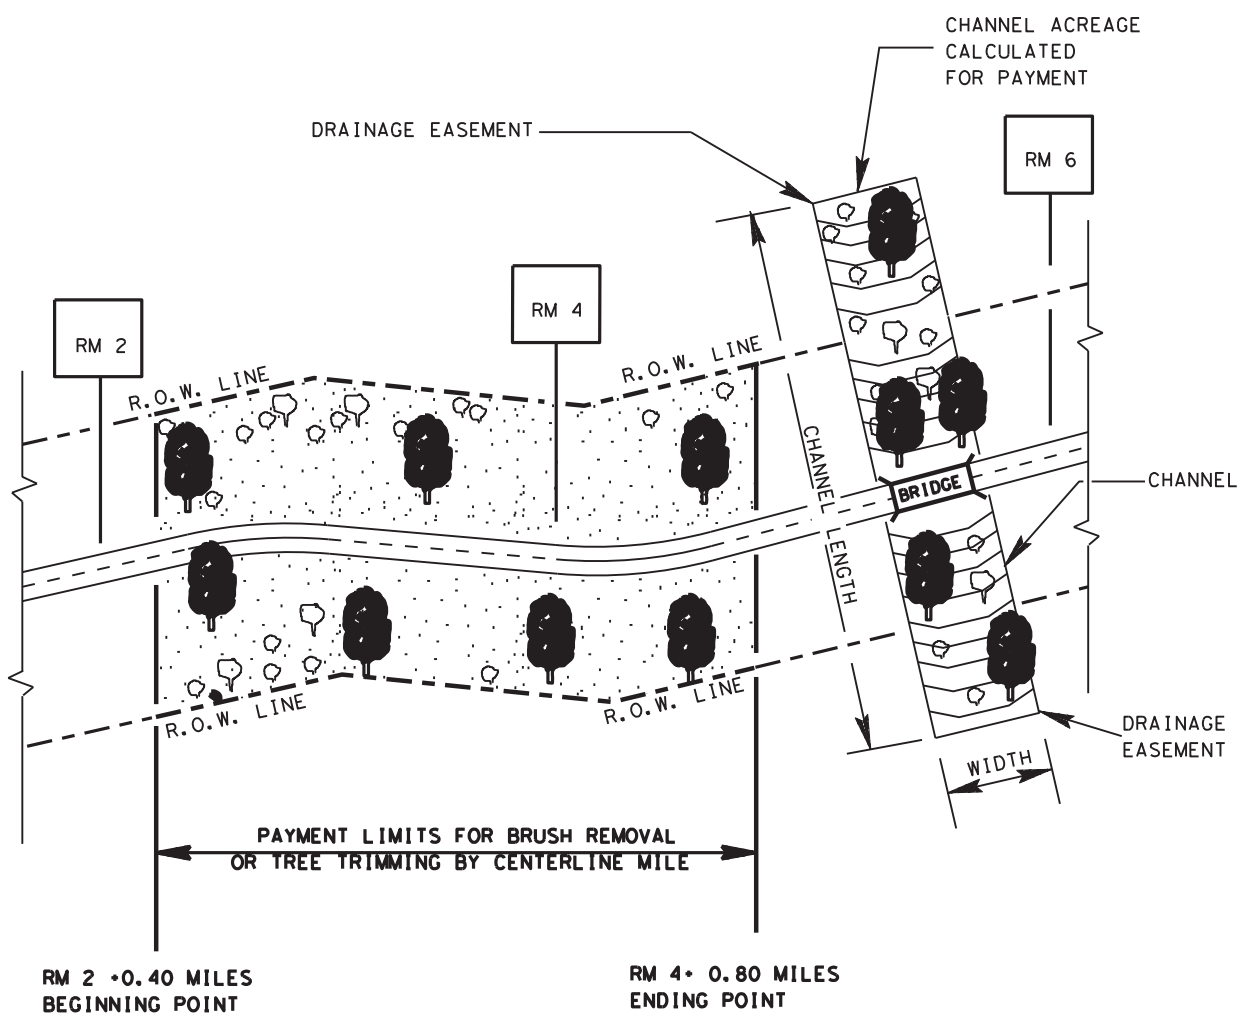 CHANNEL ACREAGE
CALCULATED
FOR PAYMENT
DRAINAGE EASEMENT
RM 6
RM 4
RM 2
R.O.W. LINE
R.O.W. LINE
CHANNEL LENGTH
BRIDGE
CHANNEL
R.O.W. LINE
R.O.W. LINE
DRAINAGE
EASEMENT
WIDTH
PAYMENT LIMITS FOR BRUSH REMOVAL
OR TREE TRIMMING BY CENTERLINE MILE
RM 2 +0.40 MILES
BEGINNING POINT
RM 4+ 0.80 MILES
ENDING POINT